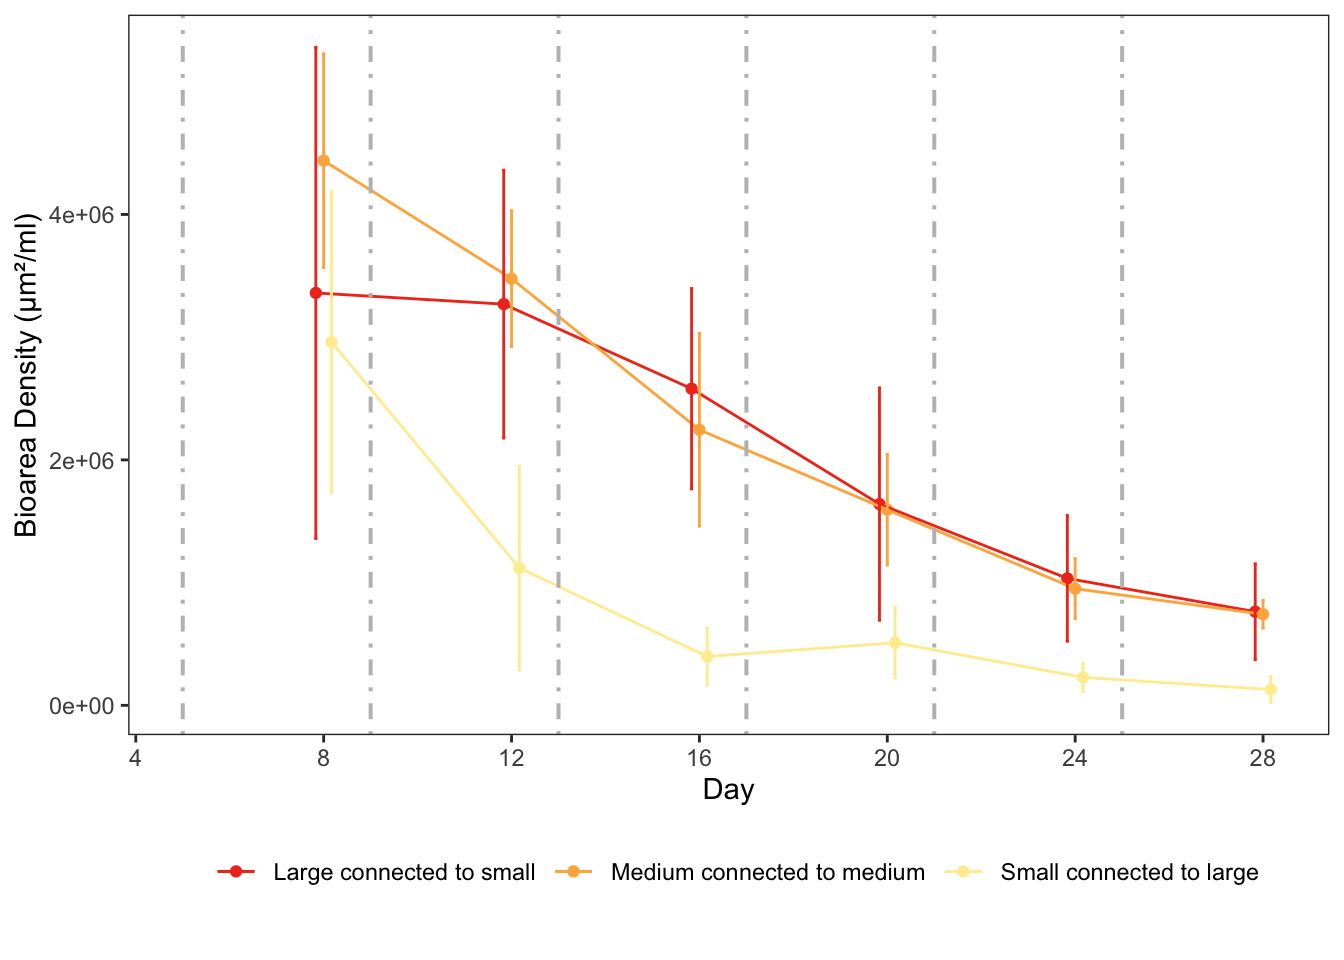 Bioarea Density (μm²/ml)
4e+06
2e+06
0e+00
4 8 12 16 20 24 28
Day
Large connected to small Medium connected to medium Small connected to large